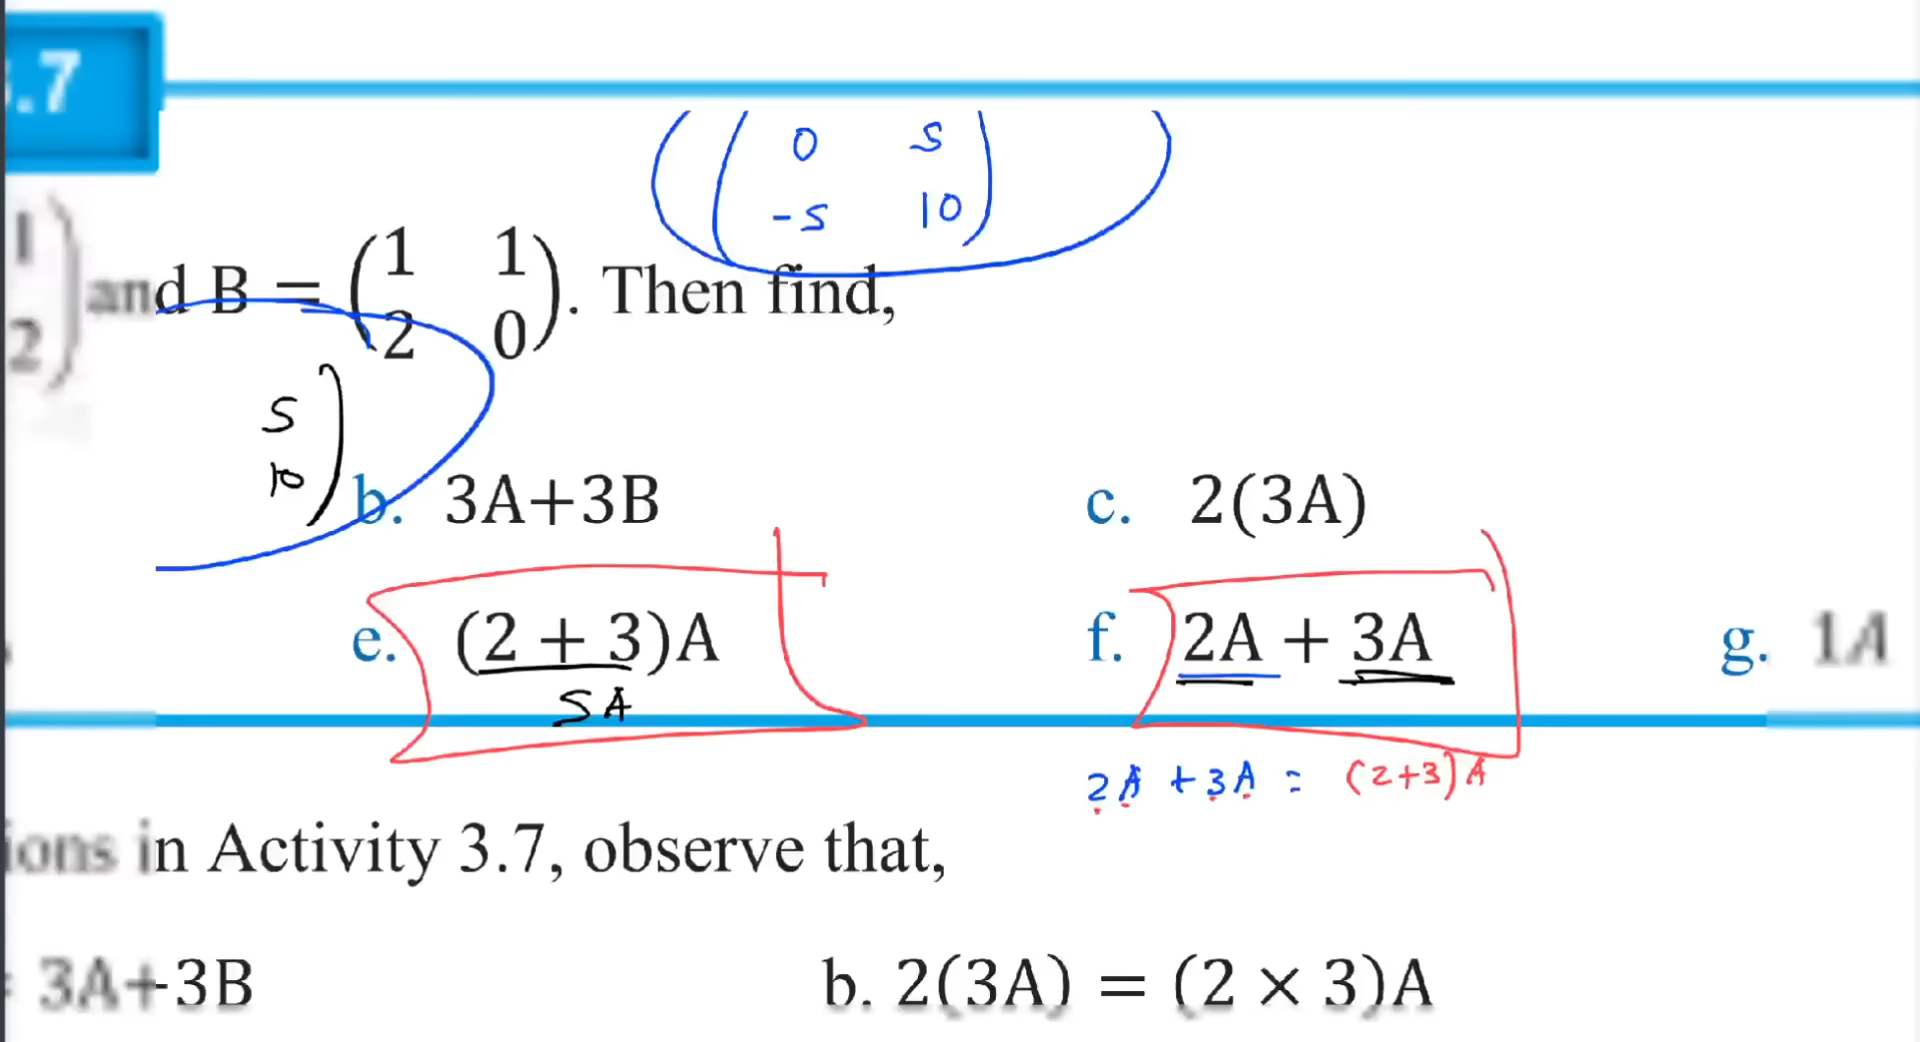 .7
0 5
-5 10
1 and B = (1 1
2 2 0). Then find,
5
10
b. 3A+3B c. 2(3A)
e. (2 + 3)A f. 2A + 3A g. 1A
5A
2A + 3A = (2+3)A
ions in Activity 3.7, observe that,
= 3A+3B b. 2(3A) = (2 × 3)A